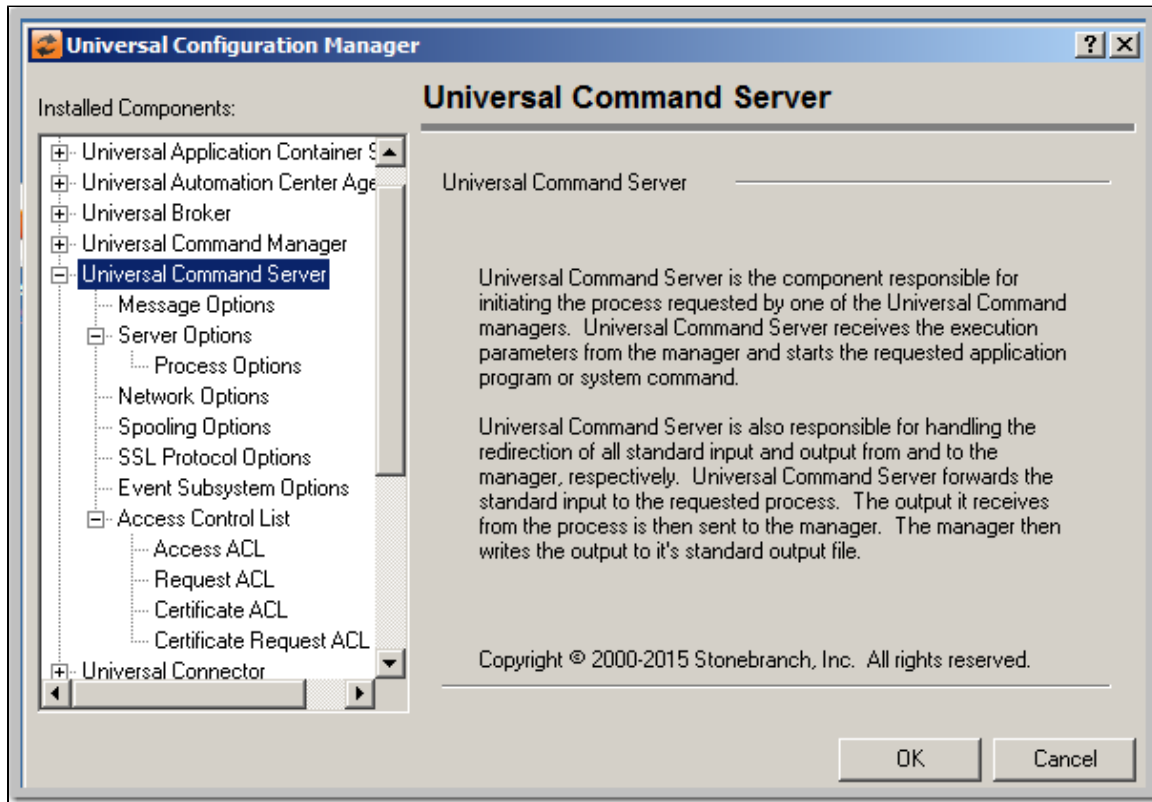 Universal Configuration Manager
Installed Components:
Universal Application Container S
Universal Automation Center Age
Universal Broker
Universal Command Manager
Universal Command Server
Message Options
Server Options
Process Options
Network Options
Spooling Options
SSL Protocol Options
Event Subsystem Options
Access Control List
Access ACL
Request ACL
Certificate ACL
Certificate Request ACL
Universal Connector
Universal Command Server
Universal Command Server
Universal Command Server is the component responsible for
initiating the process requested by one of the Universal Command
managers. Universal Command Server receives the execution
parameters from the manager and starts the requested application
program or system command.
Universal Command Server is also responsible for handling the
redirection of all standard input and output from and to the
manager, respectively. Universal Command Server forwards the
standard input to the requested process. The output it receives
from the process is then sent to the manager. The manager then
writes the output to it's standard output file.
Copyright © 2000-2015 Stonebranch, Inc. All rights reserved.
OK
Cancel